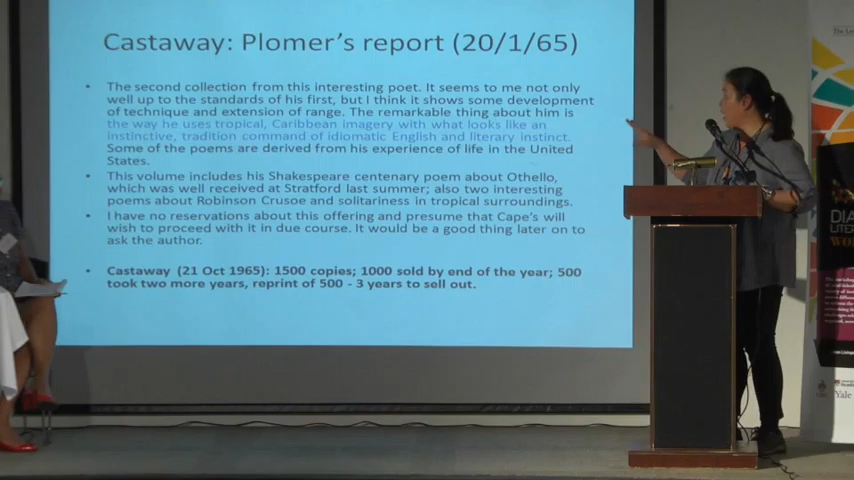 Castaway: Plomer's report (20/1/65)
• The second collection from this interesting poet. It seems to me not only
well up to the standards of his first, but I think it shows some development
of technique and extension of range. The remarkable thing about him is
the way he uses tropical, Caribbean imagery with what looks like an
instinctive, tradition command of idiomatic English and literary instinct.
Some of the poems are derived from his experience of life in the United
States.
• This volume includes his Shakespeare centenary poem about Othello,
which was well received at Stratford last summer; also two interesting
poems about Robinson Crusoe and solitariness in tropical surroundings.
• I have no reservations about this offering and presume that Cape's will
wish to proceed with it in due course. It would be a good thing later on to
ask the author.
• Castaway (21 Oct 1965): 1500 copies; 1000 sold by end of the year; 500
took two more years, reprint of 500 - 3 years to sell out.
DIA
LITER
WO
Yale